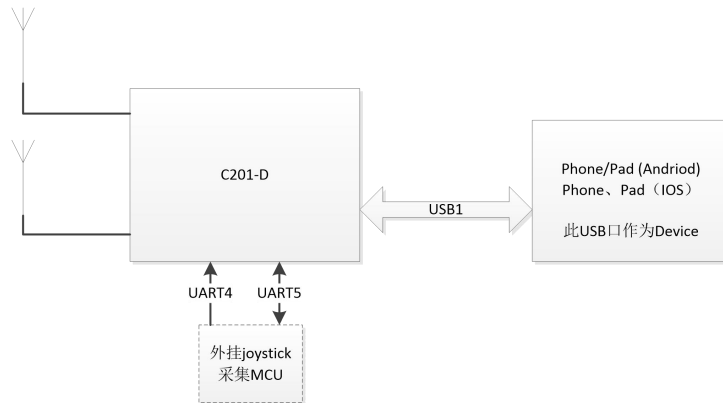 C201-D
Phone/Pad (Andriod)
Phone、Pad（IOS）
此USB口作为Device
USB1
UART4
UART5
外挂joystick
采集MCU